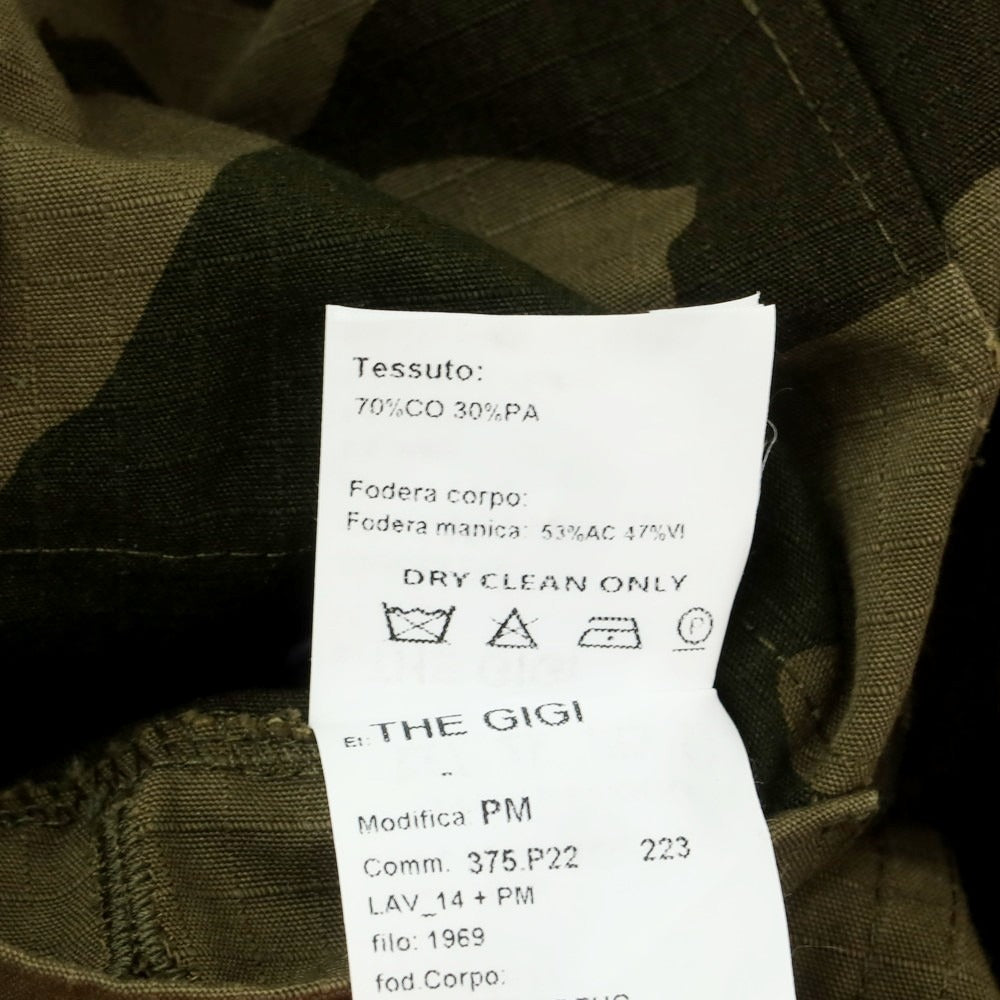 Tessuto:
70%CO 30%PA
Fodera corpo:
Fodera manica: 53%AC 47%VI
DRY CLEAN ONLY
P
THE GIGI
Modifica PM
Comm. 375.P22 223
LAV_14 + PM
filo: 1969
fod.Corpo: